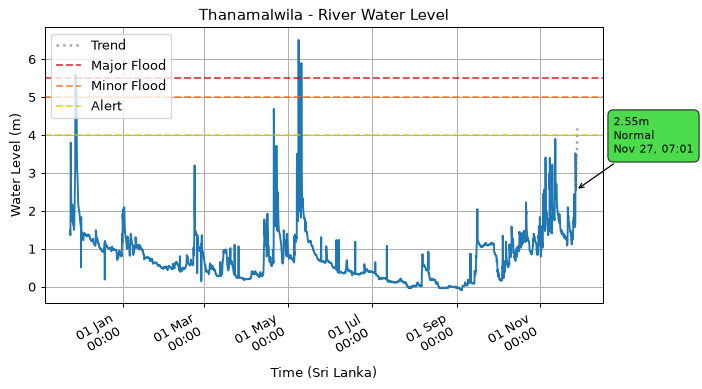 Thanamalwila - River Water Level
Trend
Major Flood
Minor Flood
Alert
2.55m
Normal
Nov 27, 07:01
Water Level (m)
6
5
4
3
2
1
0
01 Jan
00:00
01 Mar
00:00
01 May
00:00
01 Jul
00:00
01 Sep
00:00
01 Nov
00:00
Time (Sri Lanka)